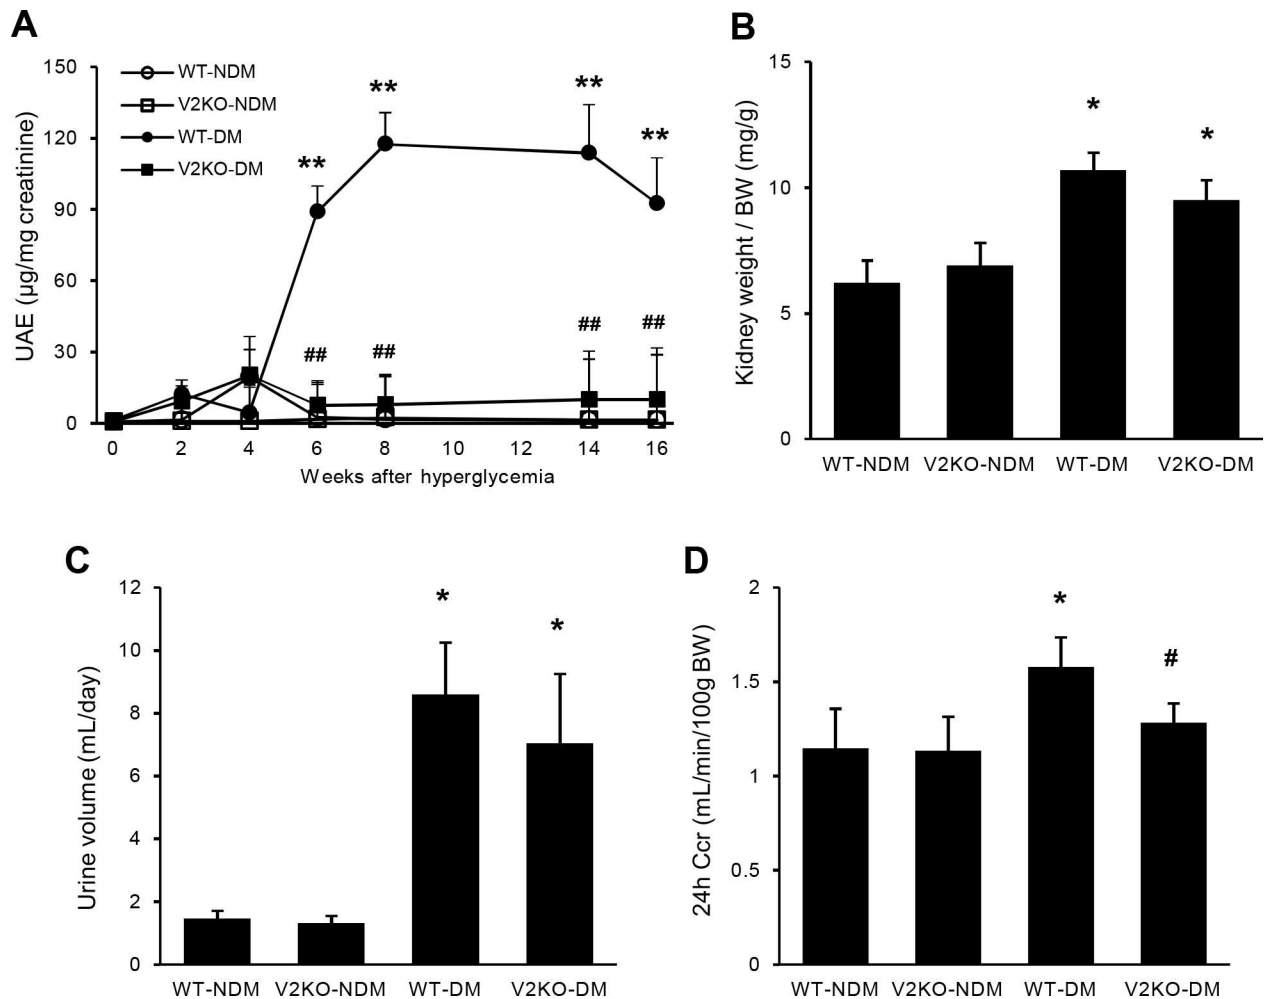 A
WT-NDM
V2KO-NDM
WT-DM
V2KO-DM
UAE (µg/mg creatinine)
150
120
90
60
30
0
**
**
**
**
##
##
##
##
0 2 4 6 8 10 12 14 16
Weeks after hyperglycemia
B
Kidney weight / BW (mg/g)
15
10
5
0
*
*
WT-NDM V2KO-NDM WT-DM V2KO-DM
C
Urine volume (mL/day)
12
10
8
6
4
2
0
*
*
WT-NDM V2KO-NDM WT-DM V2KO-DM
D
24h Ccr (mL/min/100g BW)
2
1.5
1
0.5
0
*
#
WT-NDM V2KO-NDM WT-DM V2KO-DM